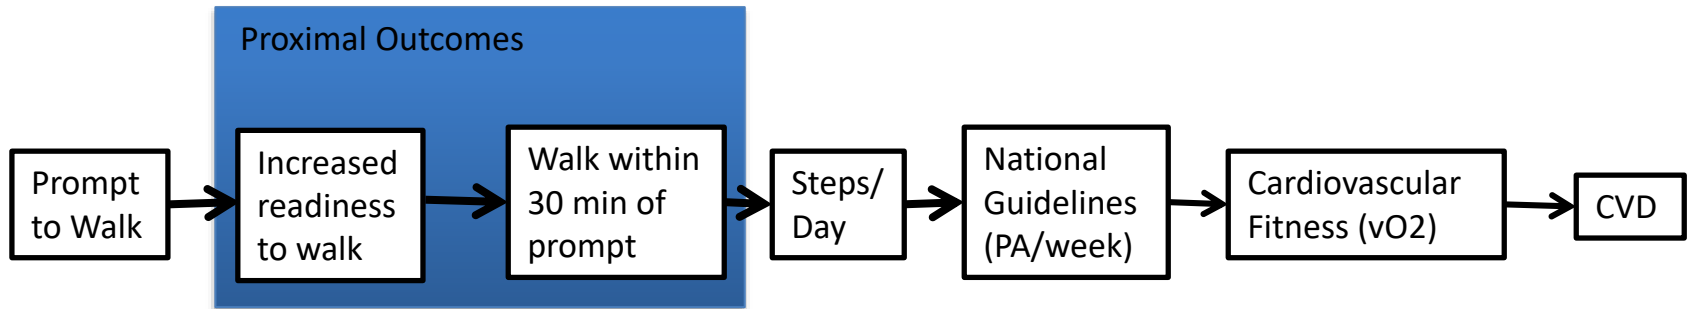 Proximal Outcomes
Prompt
to Walk
Increased
readiness
to walk
Walk within
30 min of
prompt
Steps/
Day
National
Guidelines
(PA/week)
Cardiovascular
Fitness (vO2)
CVD